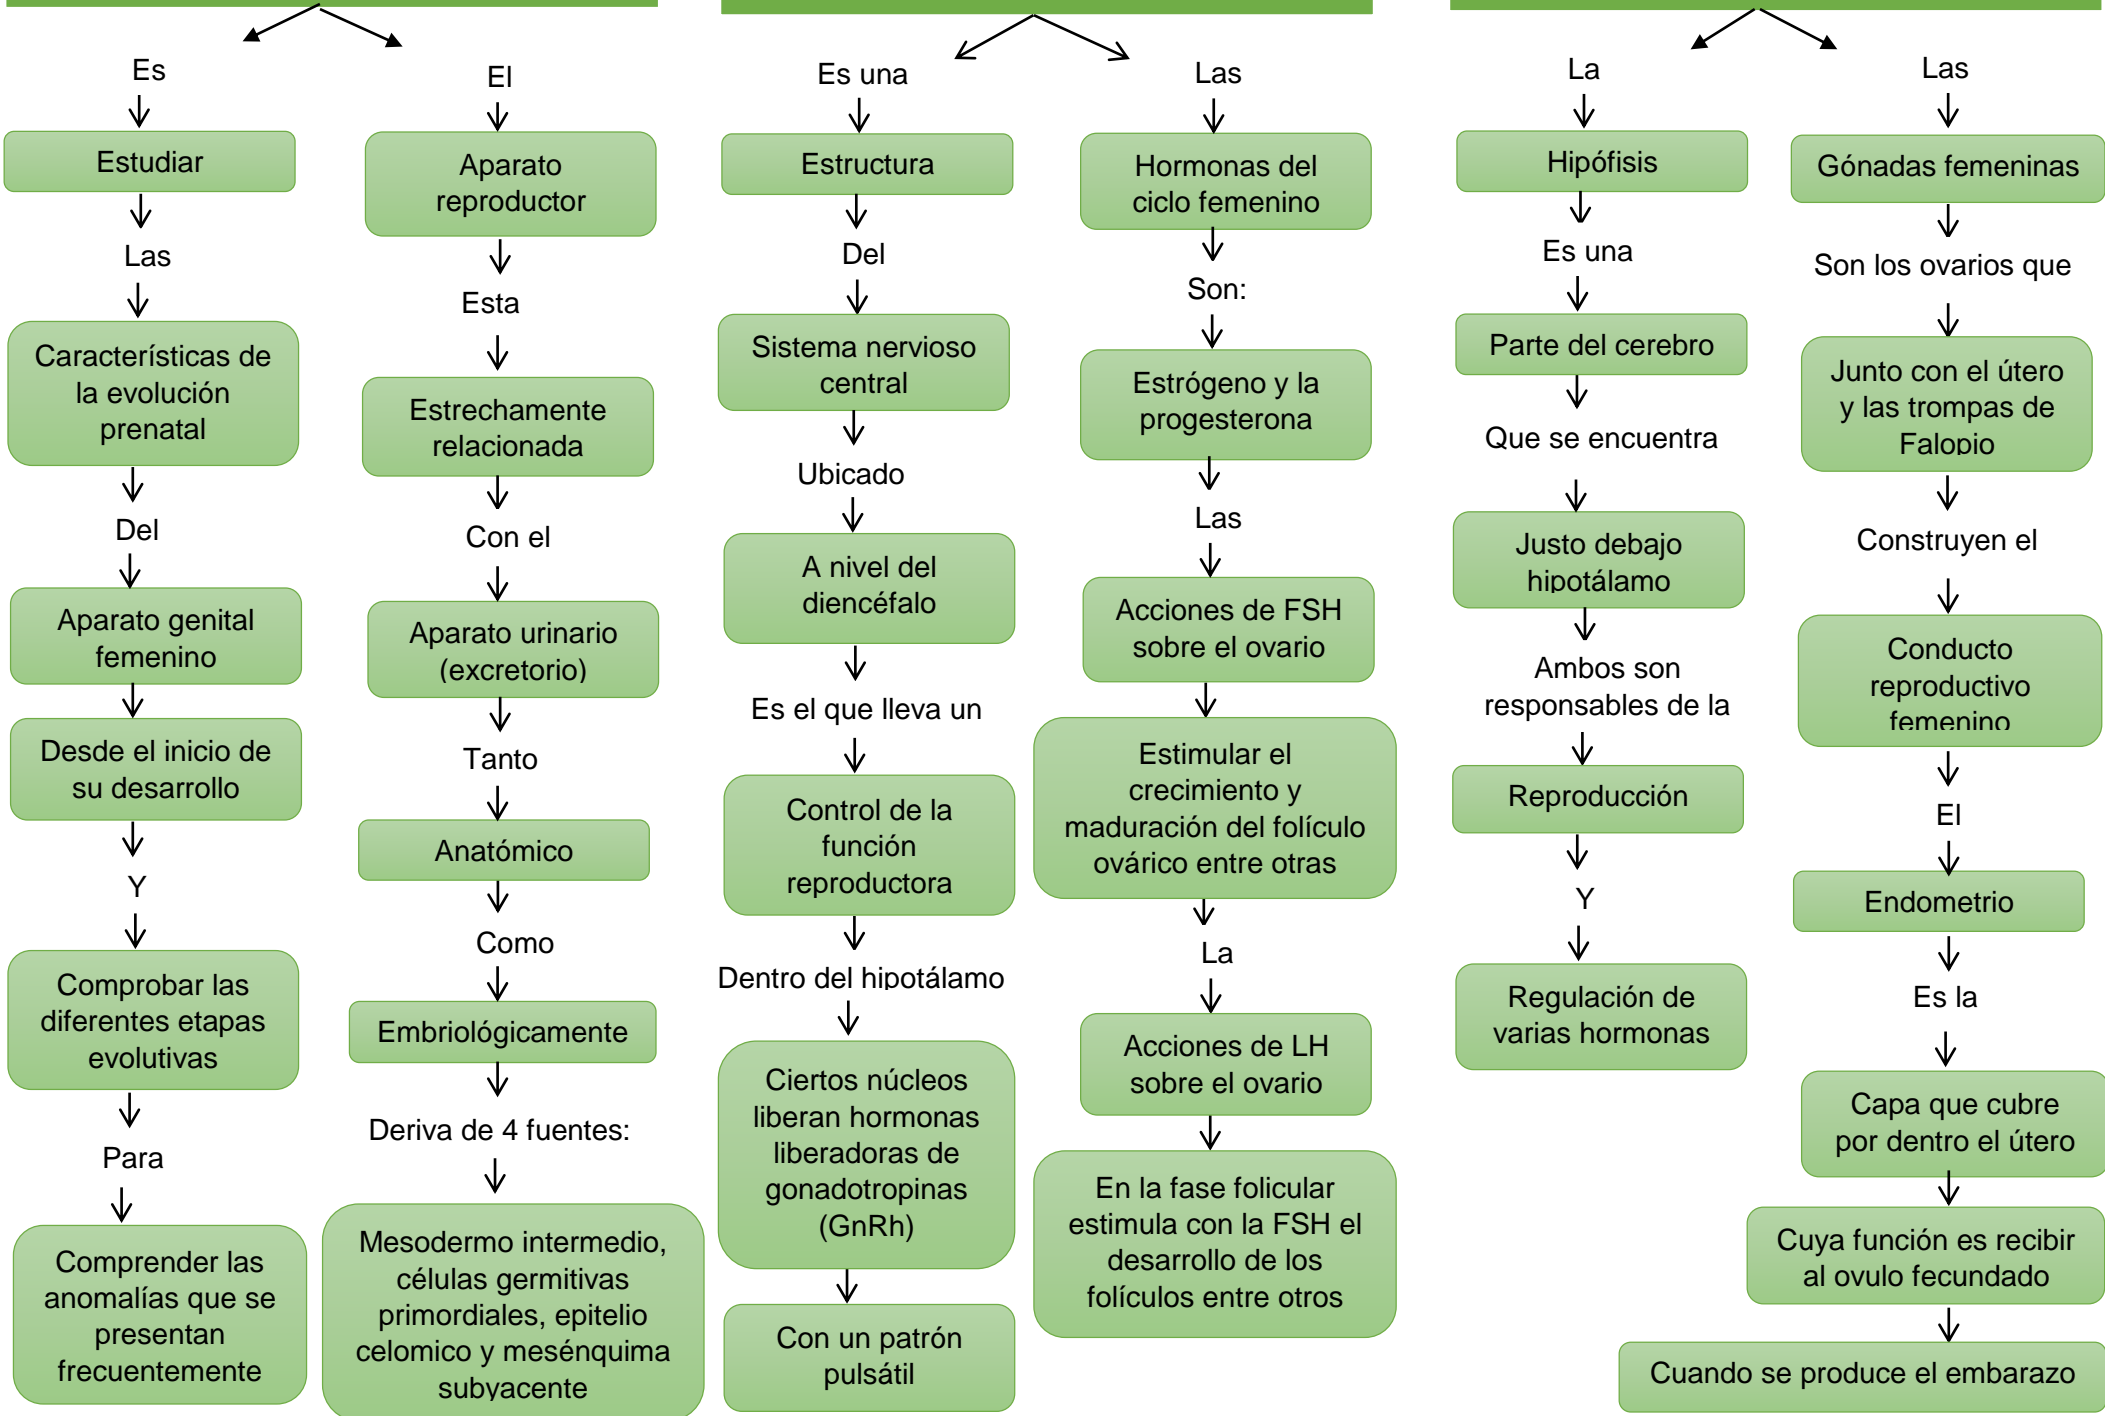 Es
Estudiar
Las
Características de
la evolución
prenatal
Del
Aparato genital
femenino
Desde el inicio de
su desarrollo
Y
Comprobar las
diferentes etapas
evolutivas
Para
Comprender las
anomalías que se
presentan
frecuentemente
El
Aparato
reproductor
Esta
Estrechamente
relacionada
Con el
Aparato urinario
(excretorio)
Tanto
Anatómico
Como
Embriológicamente
Deriva de 4 fuentes:
Mesodermo intermedio,
células germitivas
primordiales, epitelio
celomico y mesénquima
subyacente
Es una
Estructura
Del
Sistema nervioso
central
Ubicado
A nivel del
diencéfalo
Es el que lleva un
Control de la
función
reproductora
Dentro del hipotálamo
Ciertos núcleos
liberan hormonas
liberadoras de
gonadotropinas
(GnRh)
Con un patrón
pulsátil
Las
Hormonas del
ciclo femenino
Son:
Estrógeno y la
progesterona
Las
Acciones de FSH
sobre el ovario
Estimular el
crecimiento y
maduración del folículo
ovárico entre otras
La
Acciones de LH
sobre el ovario
En la fase folicular
estimula con la FSH el
desarrollo de los
folículos entre otros
La
Hipófisis
Es una
Parte del cerebro
Que se encuentra
Justo debajo
hipotálamo
Ambos son
responsables de la
Reproducción
Y
Regulación de
varias hormonas
Las
Gónadas femeninas
Son los ovarios que
Junto con el útero
y las trompas de
Falopio
Construyen el
Conducto
reproductivo
femenino
El
Endometrio
Es la
Capa que cubre
por dentro el útero
Cuya función es recibir
al ovulo fecundado
Cuando se produce el embarazo